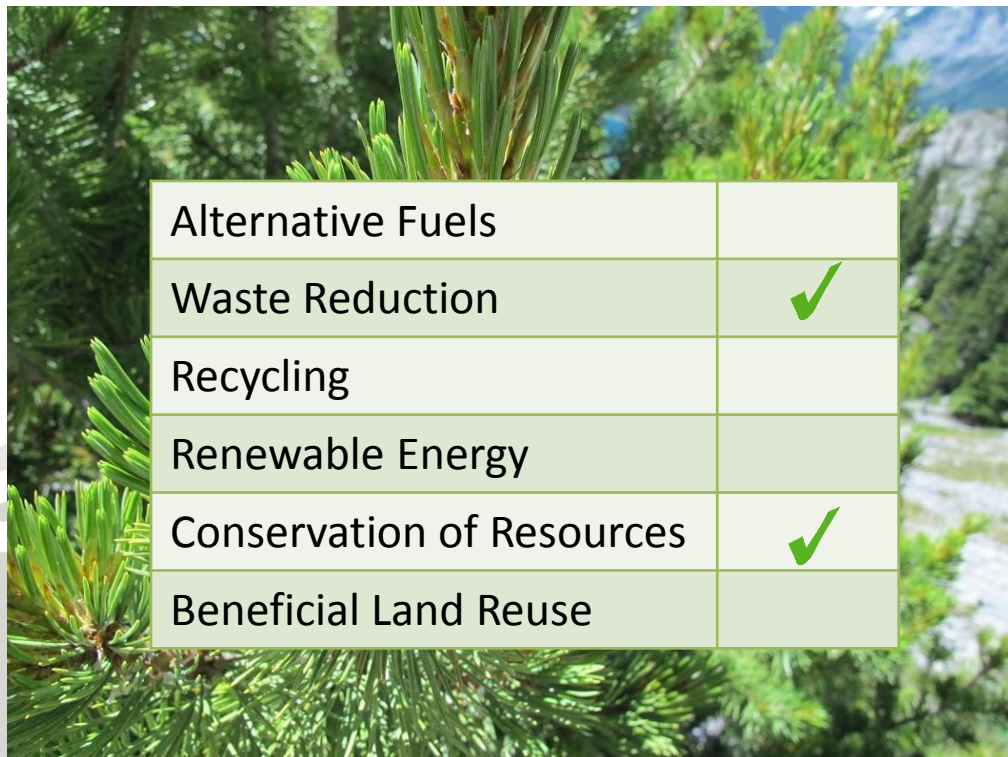 Alternative Fuels
Waste Reduction ✓
Recycling
Renewable Energy
Conservation of Resources ✓
Beneficial Land Reuse